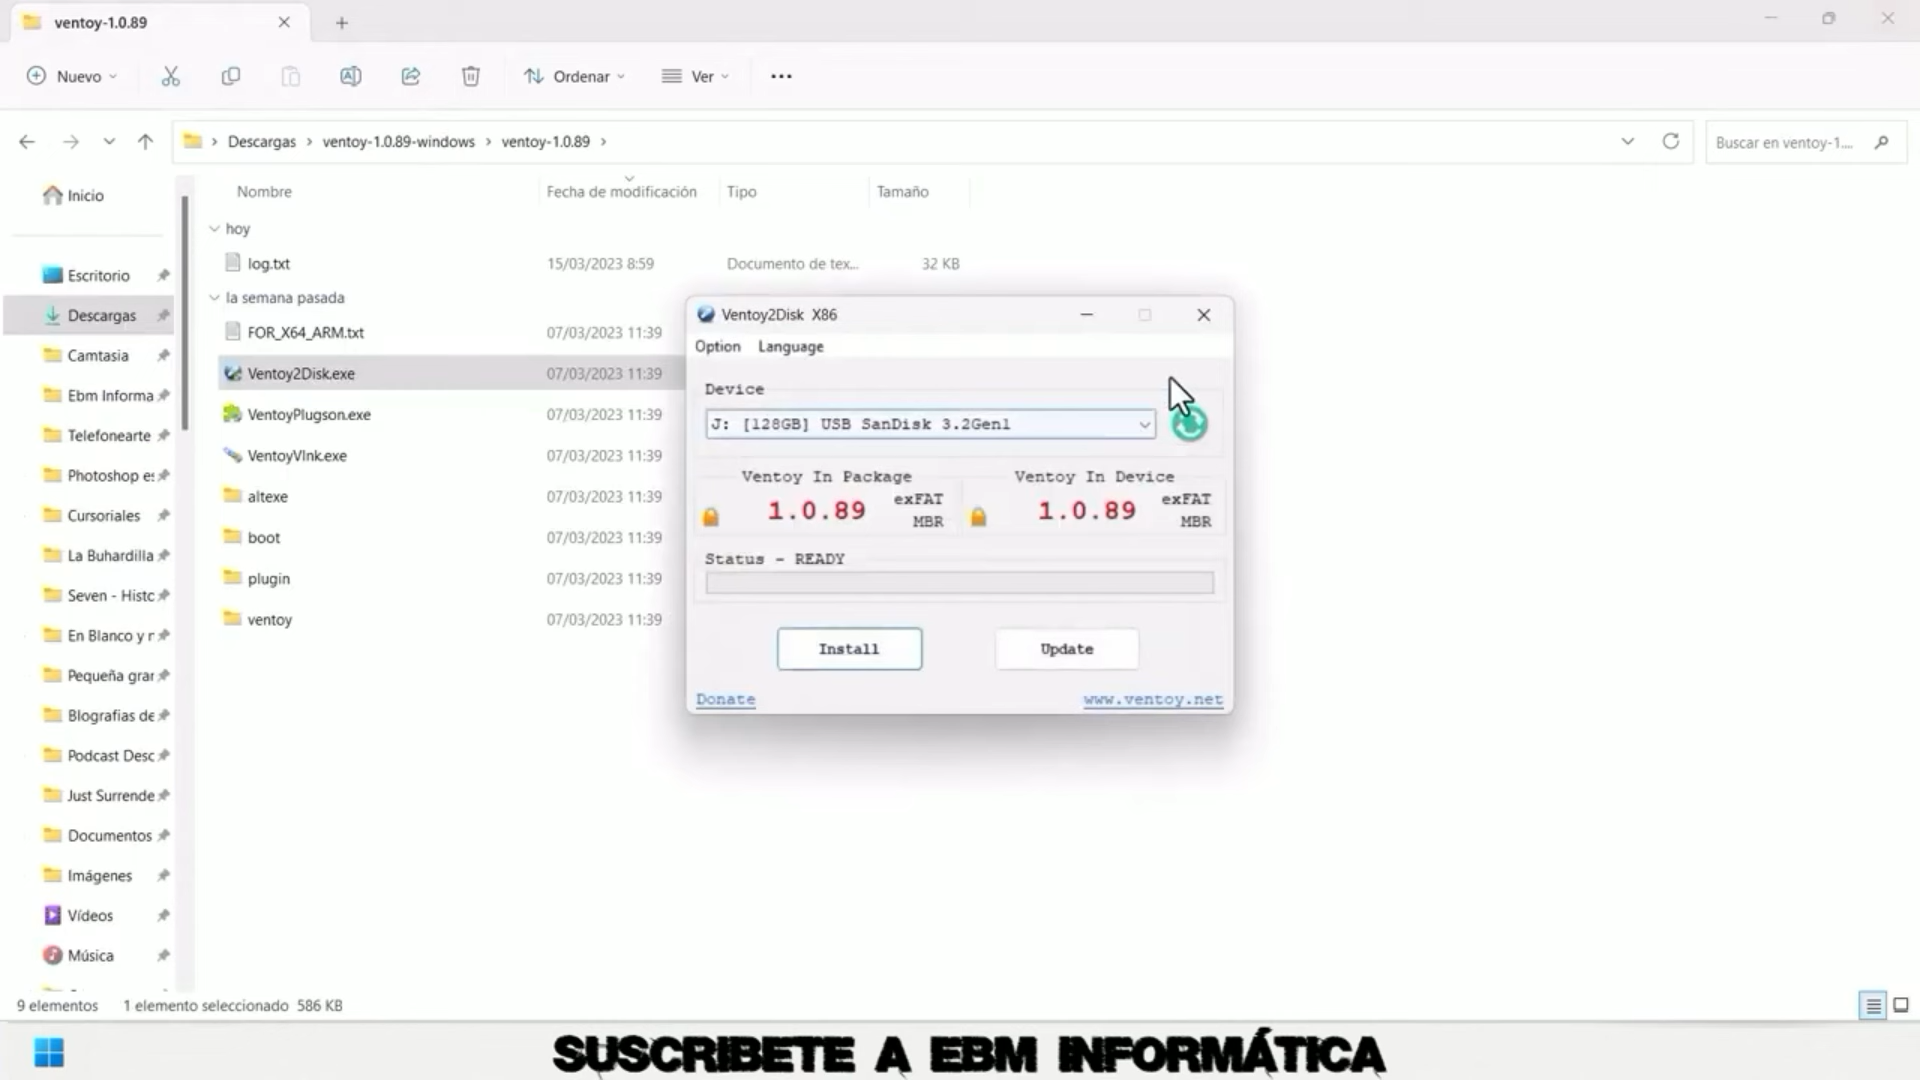 ventoy-1.0.89
Nuevo
Ordenar
Ver
Descargas
ventoy-1.0.89-windows
ventoy-1.0.89
Buscar en ventoy-1....
Nombre
Fecha de modificación
Tipo
Tamaño
Inicio
Escritorio
Descargas
Camtasia
Ebm Informa
Telefonearte
Photoshop es
Cursoriales
La Buhardilla
Seven - Histo
En Blanco y n
Pequeña gran
Blografias de
Podcast Desc
Just Surrende
Documentos
Imágenes
Vídeos
Música
hoy
log.txt 15/03/2023 8:59 Documento de tex... 32 KB
la semana pasada
FOR_X64_ARM.txt 07/03/2023 11:39
Ventoy2Disk.exe 07/03/2023 11:39
VentoyPlugson.exe 07/03/2023 11:39
VentoyVlnk.exe 07/03/2023 11:39
altexe 07/03/2023 11:39
boot 07/03/2023 11:39
plugin 07/03/2023 11:39
ventoy 07/03/2023 11:39
Ventoy2Disk X86
Option Language
Device
J: [128GB] USB SanDisk 3.2Gen1
Ventoy In Package
1.0.89
exFAT
MBR
Ventoy In Device
1.0.89
exFAT
MBR
Status - READY
Install
Update
Donate
www.ventoy.net
9 elementos 1 elemento seleccionado 586 KB
SUSCRIBETE A EBM INFORMÁTICA